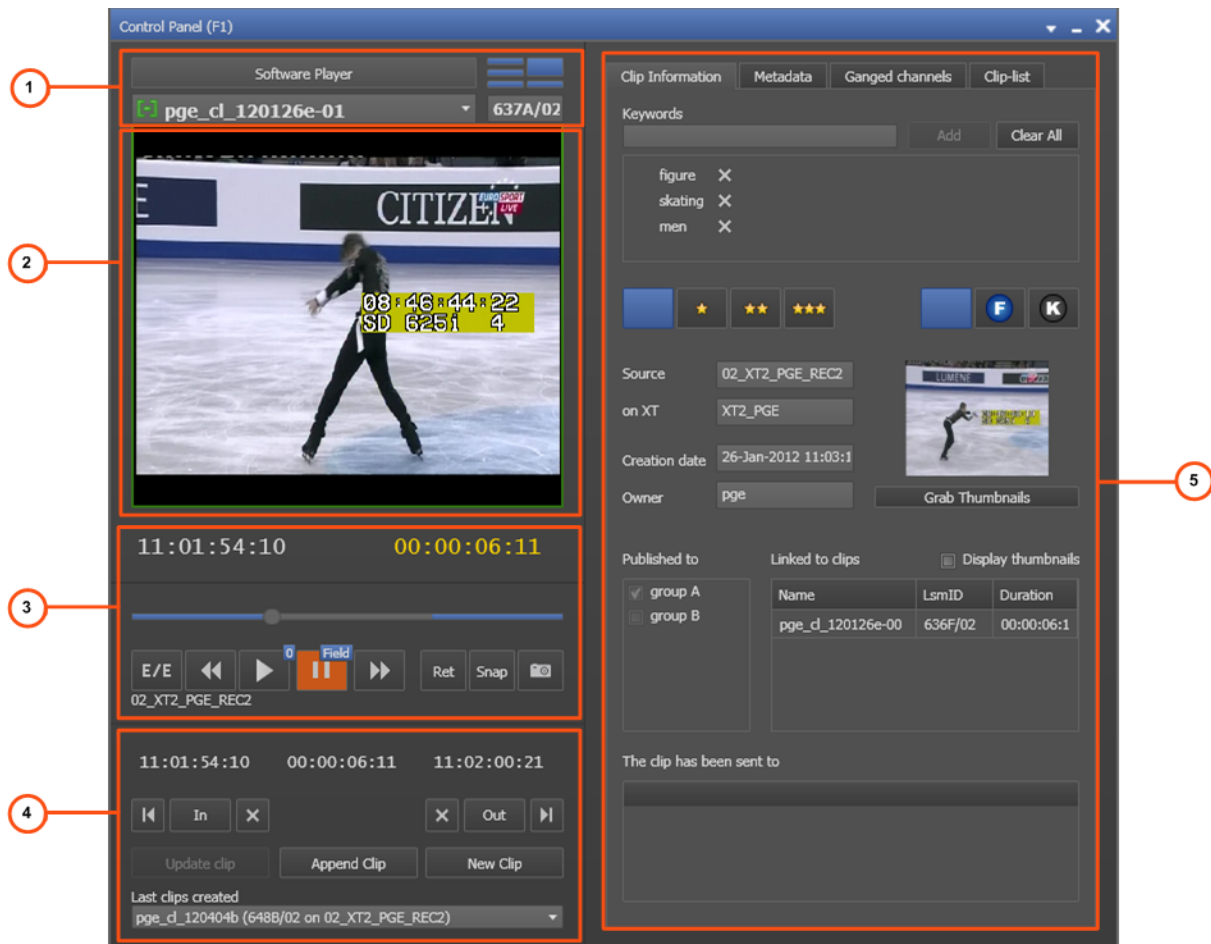 Control Panel (F1)
1
Software Player
[-] pge_cl_120126e-01
637A/02
2
E
CITIZEN
EUROSPORT
LIVE
08:46:44:22
SD 625i 4
3
11:01:54:10
00:00:06:11
0
Field
E/E
Ret
Snap
02_XT2_PGE_REC2
4
11:01:54:10
00:00:06:11
11:02:00:21
In
Out
Update clip
Append Clip
New Clip
Last clips created
pge_cl_120404b (648B/02 on 02_XT2_PGE_REC2)
5
Clip Information
Metadata
Ganged channels
Clip-list
Keywords
Add
Clear All
figure
skating
men
F
K
Source
02_XT2_PGE_REC2
on XT
XT2_PGE
Creation date
26-Jan-2012 11:03:1
Owner
pge
LUMENE
Grab Thumbnails
Published to
group A
group B
Linked to clips
Display thumbnails
Name LsmID Duration
pge_cl_120126e-00 636F/02 00:00:06:1
The clip has been sent to